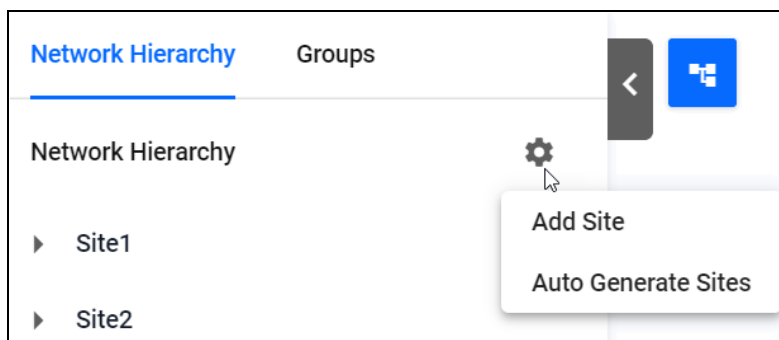 Network Hierarchy Groups
Network Hierarchy
Add Site
Site1
Auto Generate Sites
Site2